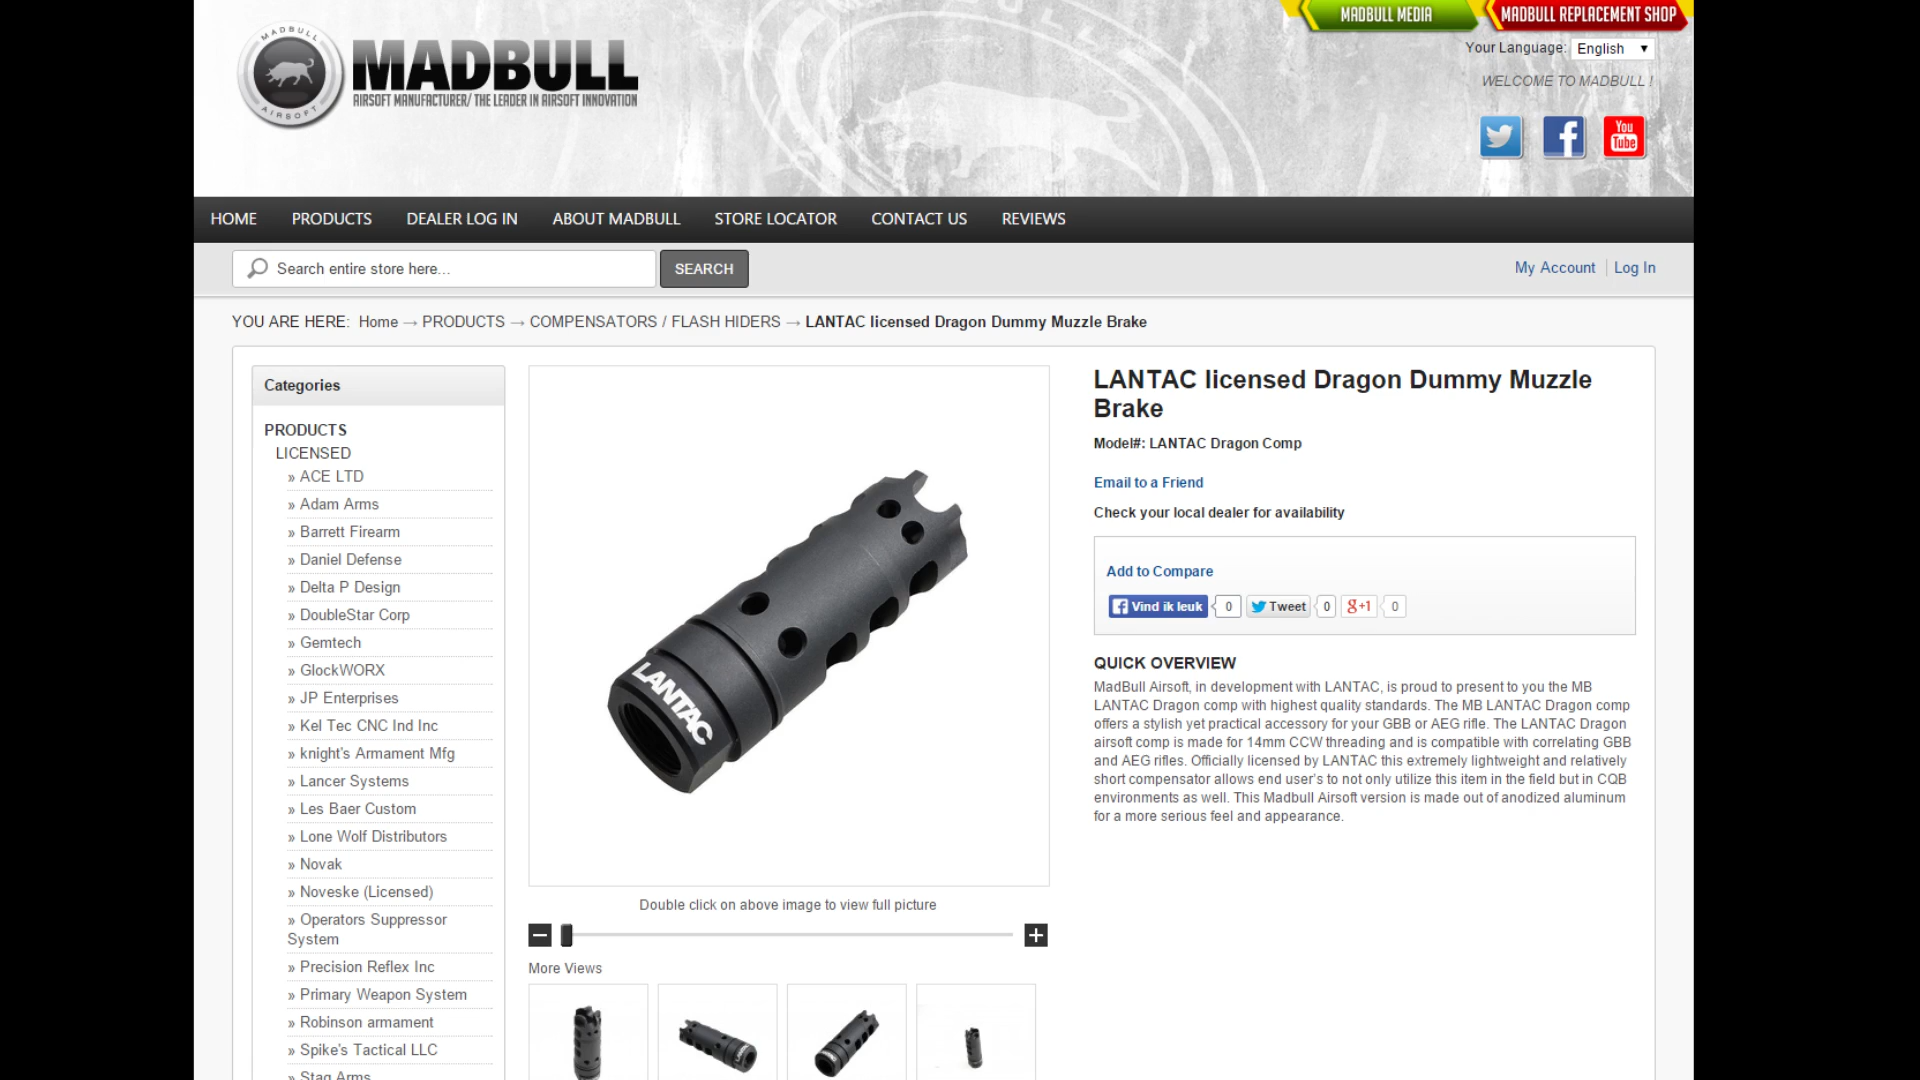 MADBULL MEDIA
MADBULL REPLACEMENT SHOP
MADBULL
AIRSOFT
MADBULL
AIRSOFT MANUFACTURER/ THE LEADER IN AIRSOFT INNOVATION
Your Language: English
WELCOME TO MADBULL !
You
Tube
HOME PRODUCTS DEALER LOG IN ABOUT MADBULL STORE LOCATOR CONTACT US REVIEWS
Search entire store here...
SEARCH
My Account Log In
YOU ARE HERE: Home → PRODUCTS → COMPENSATORS / FLASH HIDERS → LANTAC licensed Dragon Dummy Muzzle Brake
Categories
PRODUCTS
LICENSED
» ACE LTD
» Adam Arms
» Barrett Firearm
» Daniel Defense
» Delta P Design
» DoubleStar Corp
» Gemtech
» GlockWORX
» JP Enterprises
» Kel Tec CNC Ind Inc
» knight's Armament Mfg
» Lancer Systems
» Les Baer Custom
» Lone Wolf Distributors
» Novak
» Noveske (Licensed)
» Operators Suppressor
System
» Precision Reflex Inc
» Primary Weapon System
» Robinson armament
» Spike's Tactical LLC
» Stag Arms
LANTAC
Double click on above image to view full picture
More Views
LANTAC licensed Dragon Dummy Muzzle
Brake
Model#: LANTAC Dragon Comp
Email to a Friend
Check your local dealer for availability
Add to Compare
Vind ik leuk 0 Tweet 0 g+1 0
QUICK OVERVIEW
MadBull Airsoft, in development with LANTAC, is proud to present to you the MB
LANTAC Dragon comp with highest quality standards. The MB LANTAC Dragon comp
offers a stylish yet practical accessory for your GBB or AEG rifle. The LANTAC Dragon
airsoft comp is made for 14mm CCW threading and is compatible with correlating GBB
and AEG rifles. Officially licensed by LANTAC this extremely lightweight and relatively
short compensator allows end user's to not only utilize this item in the field but in CQB
environments as well. This Madbull Airsoft version is made out of anodized aluminum
for a more serious feel and appearance.